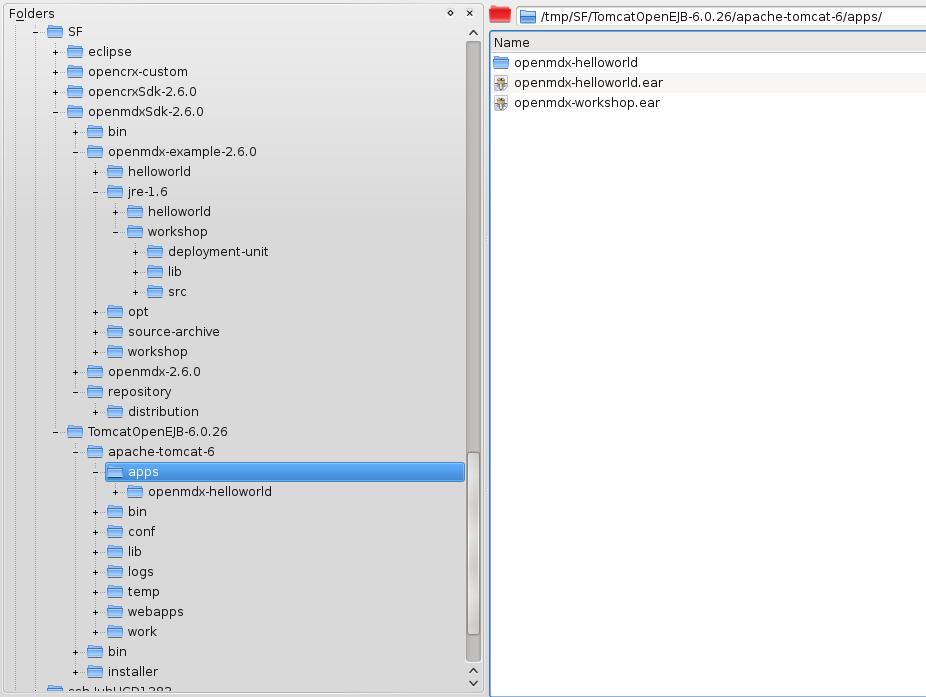 Folders
SF
eclipse
opencrx-custom
opencrxSdk-2.6.0
openmdxSdk-2.6.0
bin
openmdx-example-2.6.0
helloworld
jre-1.6
helloworld
workshop
deployment-unit
lib
src
opt
source-archive
workshop
openmdx-2.6.0
repository
distribution
TomcatOpenEJB-6.0.26
apache-tomcat-6
apps
openmdx-helloworld
bin
conf
lib
logs
temp
webapps
work
bin
installer
/tmp/SF/TomcatOpenEJB-6.0.26/apache-tomcat-6/apps/
Name
openmdx-helloworld
openmdx-helloworld.ear
openmdx-workshop.ear